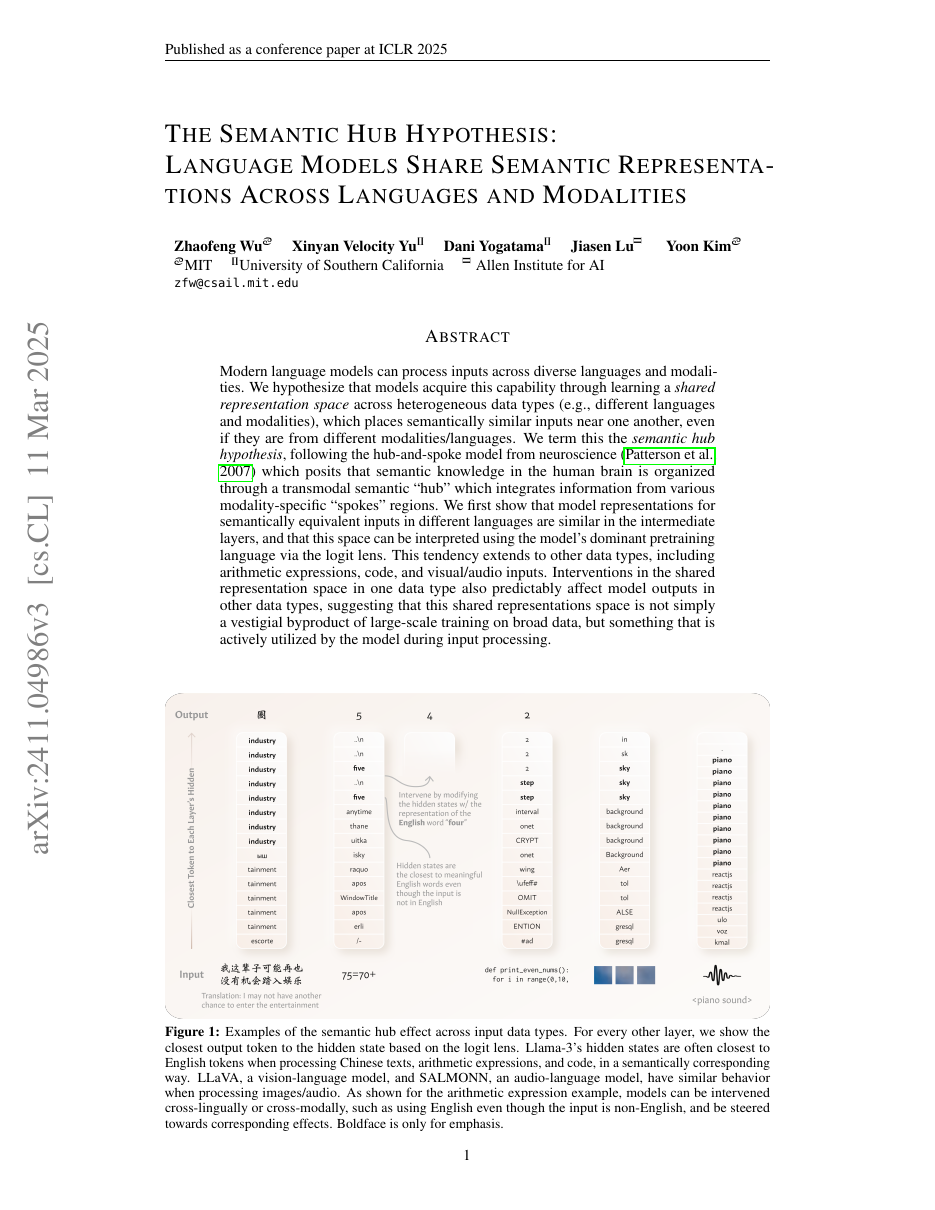 Published as a conference paper at ICLR 2025
THE SEMANTIC HUB HYPOTHESIS:
LANGUAGE MODELS SHARE SEMANTIC REPRESENTA-
TIONS ACROSS LANGUAGES AND MODALITIES
Zhaofeng Wu Xinyan Velocity Yu Dani Yogatama Jiasen Lu Yoon Kim
MIT University of Southern California Allen Institute for AI
zfw@csail.mit.edu
ABSTRACT
Modern language models can process inputs across diverse languages and modali-
ties. We hypothesize that models acquire this capability through learning a shared
representation space across heterogeneous data types (e.g., different languages
and modalities), which places semantically similar inputs near one another, even
if they are from different modalities/languages. We term this the semantic hub
hypothesis, following the hub-and-spoke model from neuroscience (Patterson et al.
2007) which posits that semantic knowledge in the human brain is organized
through a transmodal semantic “hub” which integrates information from various
modality-specific “spokes” regions. We first show that model representations for
semantically equivalent inputs in different languages are similar in the intermediate
layers, and that this space can be interpreted using the model’s dominant pretraining
language via the logit lens. This tendency extends to other data types, including
arithmetic expressions, code, and visual/audio inputs. Interventions in the shared
representation space in one data type also predictably affect model outputs in
other data types, suggesting that this shared representations space is not simply
a vestigial byproduct of large-scale training on broad data, but something that is
actively utilized by the model during input processing.
arXiv:2411.04986v3 [cs.CL] 11 Mar 2025
Output
圈
5
4
2
Closest Token to Each Layer's Hidden
industry
industry
industry
industry
industry
industry
industry
industry
ыш
tainment
tainment
tainment
tainment
tainment
escorte
..\n
..\n
five
..\n
five
anytime
thane
uitka
isky
raquo
apos
WindowTitle
apos
erli
/-
Intervene by modifying
the hidden states w/ the
representation of the
English word "four"
Hidden states are
the closest to meaningful
English words even
though the input is
not in English
2
2
2
step
step
interval
onet
CRYPT
onet
wing
\ufeff#
OMIT
NullException
ENTION
#ad
in
sk
sky
sky
sky
background
background
background
Background
Aer
tol
tol
ALSE
gresql
gresql
.
piano
piano
piano
piano
piano
piano
piano
piano
piano
piano
reactjs
reactjs
reactjs
reactjs
ulo
voz
kmal
Input
我这辈子可能再也
没有机会踏入娱乐
Translation: I may not have another
chance to enter the entertainment
75=70+
def print_even_nums():
for i in range(0,10,
<piano sound>
Figure 1: Examples of the semantic hub effect across input data types. For every other layer, we show the
closest output token to the hidden state based on the logit lens. Llama-3’s hidden states are often closest to
English tokens when processing Chinese texts, arithmetic expressions, and code, in a semantically corresponding
way. LLaVA, a vision-language model, and SALMONN, an audio-language model, have similar behavior
when processing images/audio. As shown for the arithmetic expression example, models can be intervened
cross-lingually or cross-modally, such as using English even though the input is non-English, and be steered
towards corresponding effects. Boldface is only for emphasis.
1